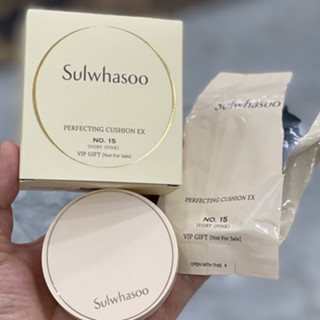 Sulwhasoo
PERFECTING CUSHION EX
NO. 15
(IVORY (PINK)
VIP GIFT [Not For Sale]
Sulwhasoo
PERFECTING CUSHION EX
NO. 15
(IVORY (PINK)
VIP GIFT [Not For Sale]
OPEN WITH THIS
Sulwhasoo